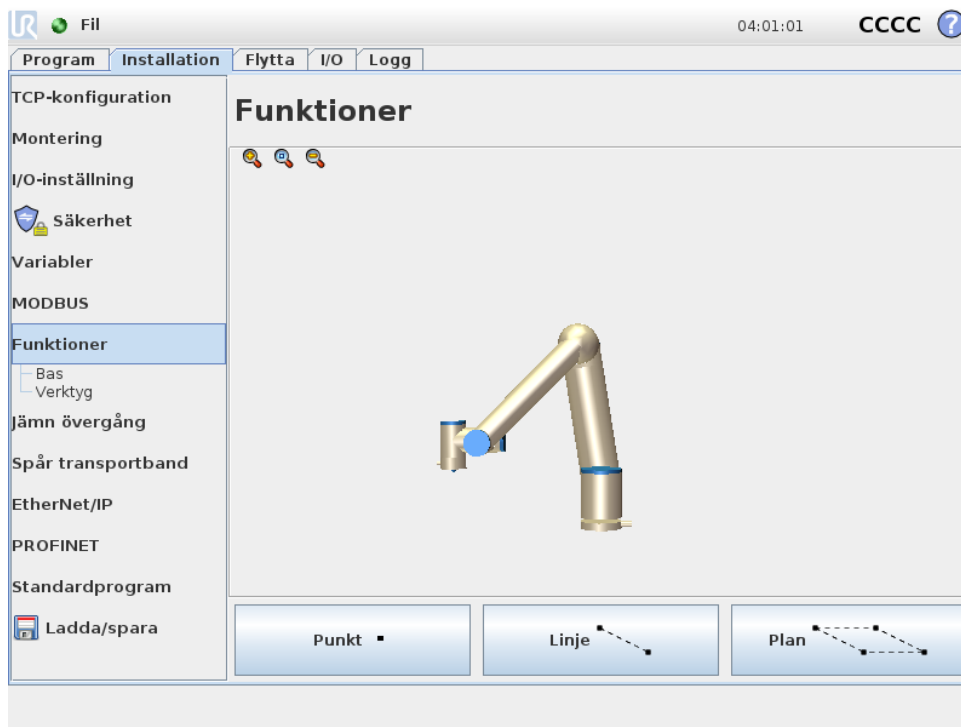 UR Fil 04:01:01 CCCC ?
Program Installation Flytta I/O Logg
TCP-konfiguration
Montering
I/O-inställning
Säkerhet
Variabler
MODBUS
Funktioner
Bas
Verktyg
Jämn övergång
Spår transportband
EtherNet/IP
PROFINET
Standardprogram
Ladda/spara
Funktioner
Punkt
Linje
Plan